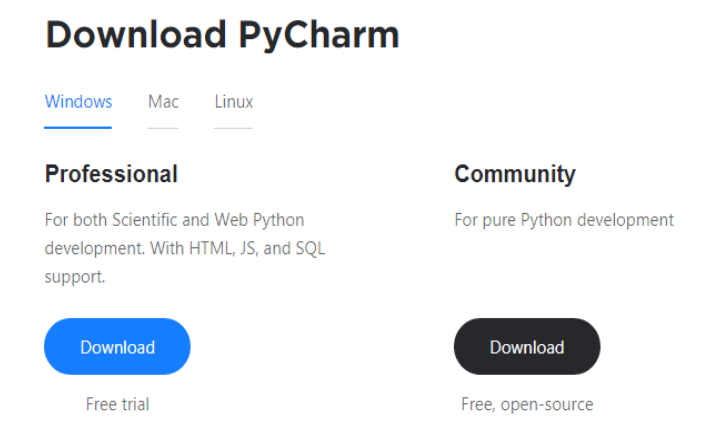 Download PyCharm
Windows Mac Linux
Professional
For both Scientific and Web Python
development. With HTML, JS, and SQL
support.
Download
Free trial
Community
For pure Python development
Download
Free, open-source